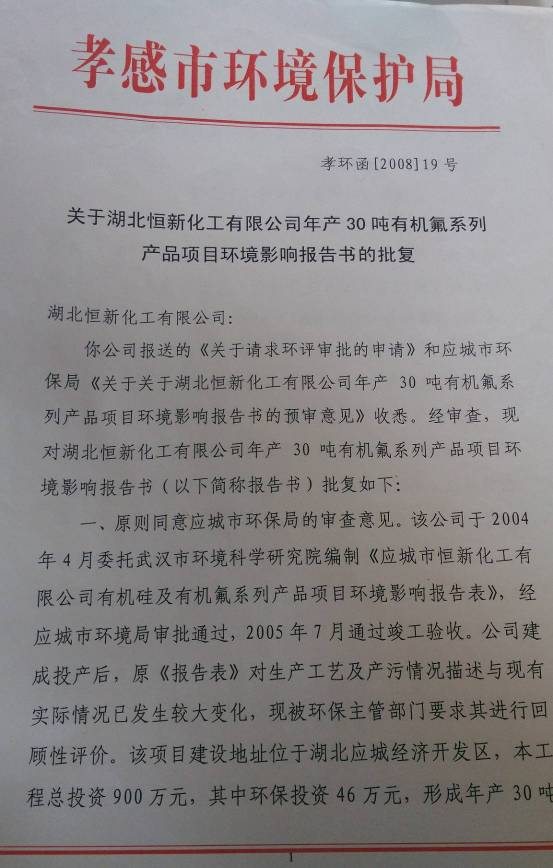 孝感市环境保护局
孝环函[2008]19号
关于湖北恒新化工有限公司年产30吨有机氟系列
产品项目环境影响报告书的批复
湖北恒新化工有限公司：
你公司报送的《关于请求环评审批的申请》和应城市环
保局《关于关于湖北恒新化工有限公司年产 30 吨有机氟系
列产品项目环境影响报告书的预审意见》收悉。经审查，现
对湖北恒新化工有限公司年产 30 吨有机氟系列产品项目环
境影响报告书（以下简称报告书）批复如下：
一、原则同意应城市环保局的审查意见。该公司于2004
年4月委托武汉市环境科学研究院编制《应城市恒新化工有
限公司有机硅及有机氟系列产品项目环境影响报告表》，经
应城市环境局审批通过，2005年7月通过竣工验收。公司建
成投产后，原《报告表》对生产工艺及产污情况描述与现有
实际情况已发生较大变化，现被环保主管部门要求其进行回
顾性评价。该项目建设地址位于湖北应城经济开发区，本工
程总投资900万元，其中环保投资46万元，形成年产30吨
1